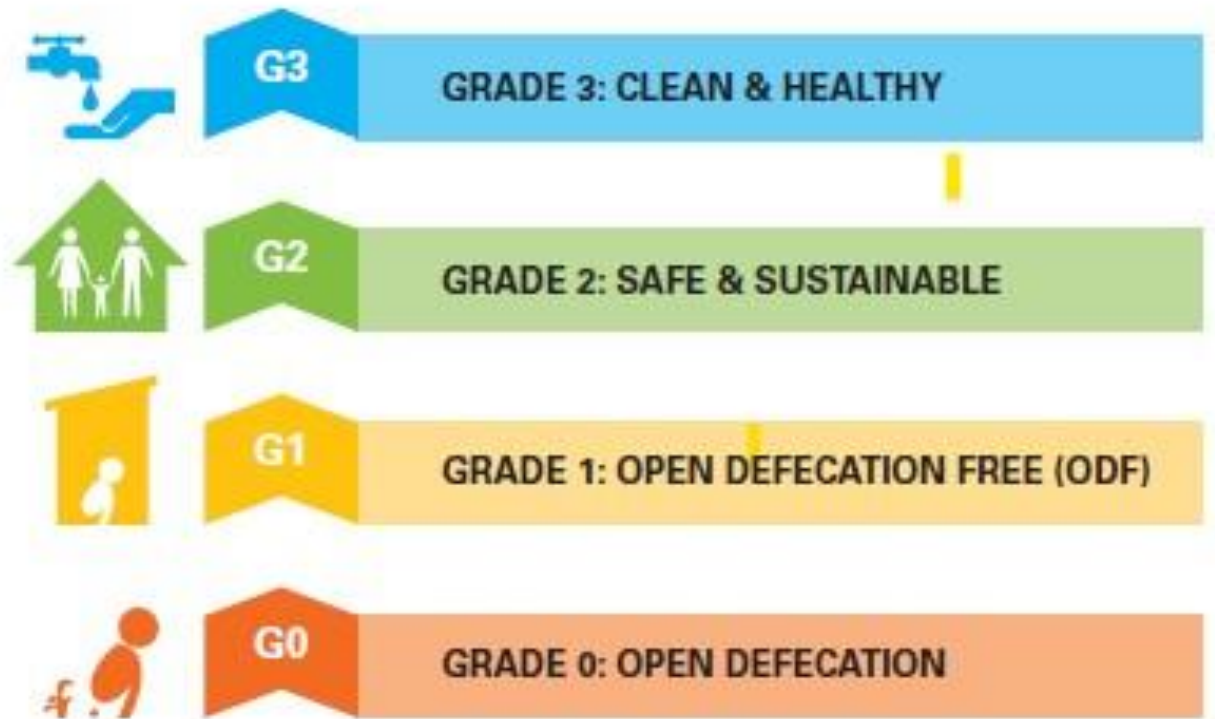 G3
GRADE 3: CLEAN & HEALTHY
G2
GRADE 2: SAFE & SUSTAINABLE
G1
GRADE 1: OPEN DEFECATION FREE (ODF)
G0
GRADE 0: OPEN DEFECATION